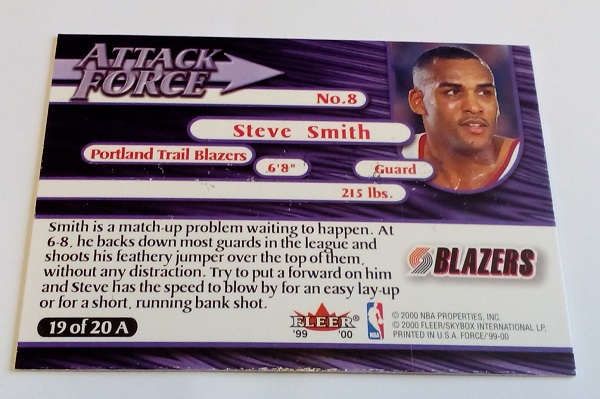 ATTACK
FORCE
No.8
Steve Smith
Portland Trail Blazers
6'8"
Guard
215 lbs.
Smith is a match-up problem waiting to happen. At
6-8, he backs down most guards in the league and
shoots his feathery jumper over the top of them,
without any distraction. Try to put a forward on him
and Steve has the speed to blow by for an easy lay-up
or for a short, running bank shot.
BLAZERS
19 of 20 A
FLEER
'99 '00
NBA
© 2000 NBA PROPERTIES, INC.
© 2000 FLEER/SKYBOX INTERNATIONAL LP.
PRINTED IN U.S.A. FORCE/'99-00